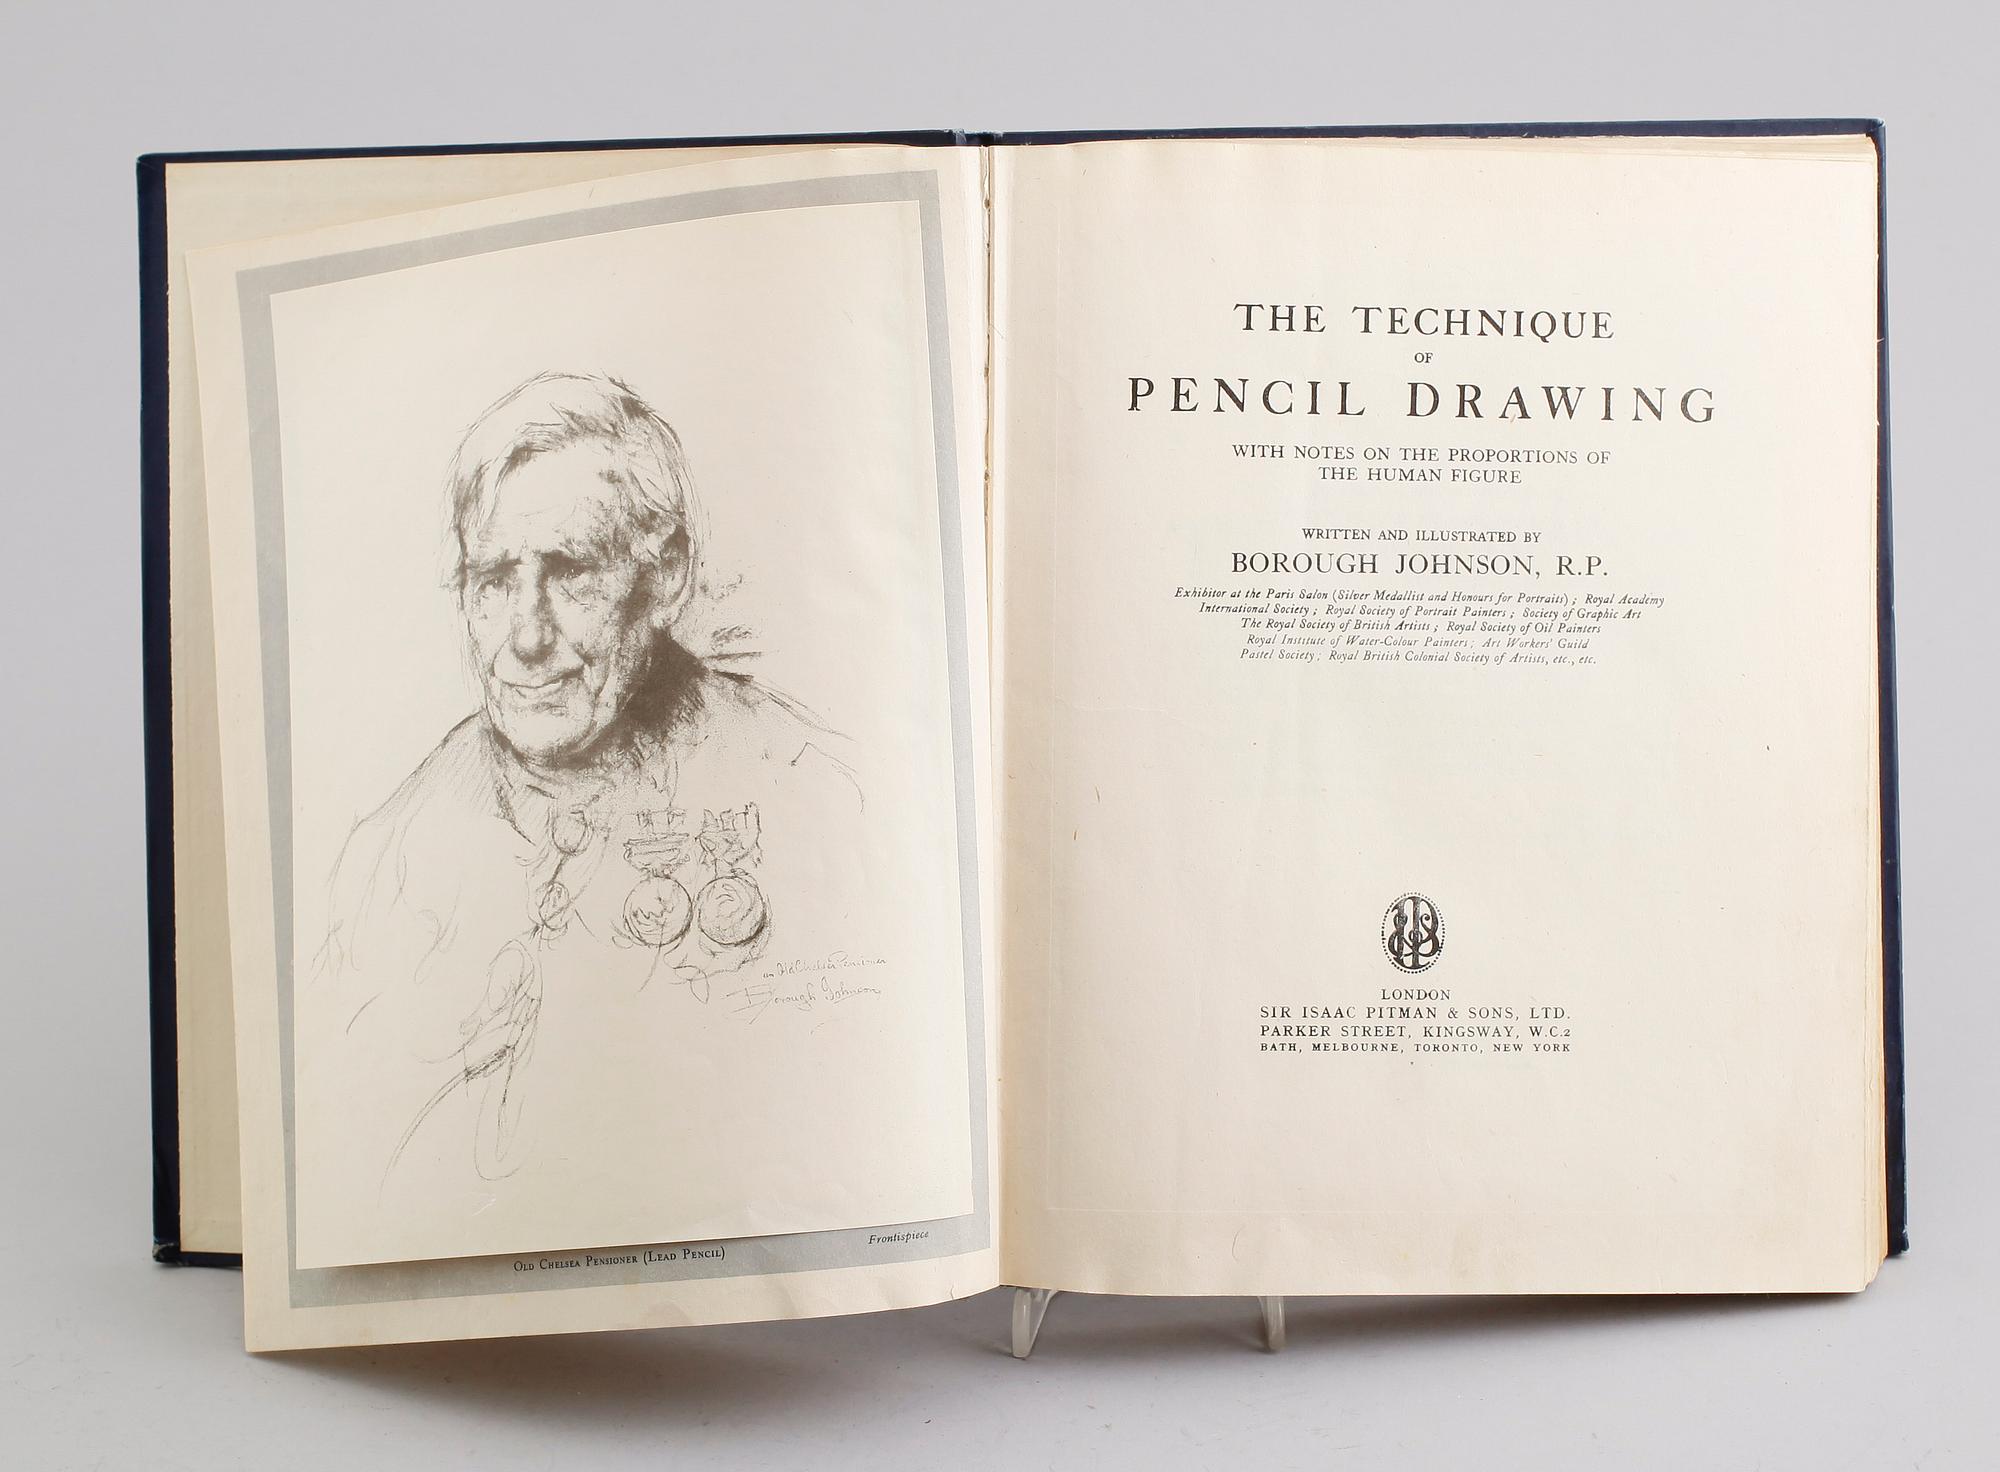 an Old Chelsea Pensioner
Borough Johnson
OLD CHELSEA PENSIONER (LEAD PENCIL)
Frontispiece
THE TECHNIQUE
OF
PENCIL DRAWING
WITH NOTES ON THE PROPORTIONS OF
THE HUMAN FIGURE
WRITTEN AND ILLUSTRATED BY
BOROUGH JOHNSON, R.P.
Exhibitor at the Paris Salon (Silver Medallist and Honours for Portraits) ; Royal Academy
International Society ; Royal Society of Portrait Painters ; Society of Graphic Art
The Royal Society of British Artists ; Royal Society of Oil Painters
Royal Institute of Water-Colour Painters ; Art Workers' Guild
Pastel Society ; Royal British Colonial Society of Artists, etc., etc.
LONDON
SIR ISAAC PITMAN & SONS, LTD.
PARKER STREET, KINGSWAY, W.C.2
BATH, MELBOURNE, TORONTO, NEW YORK